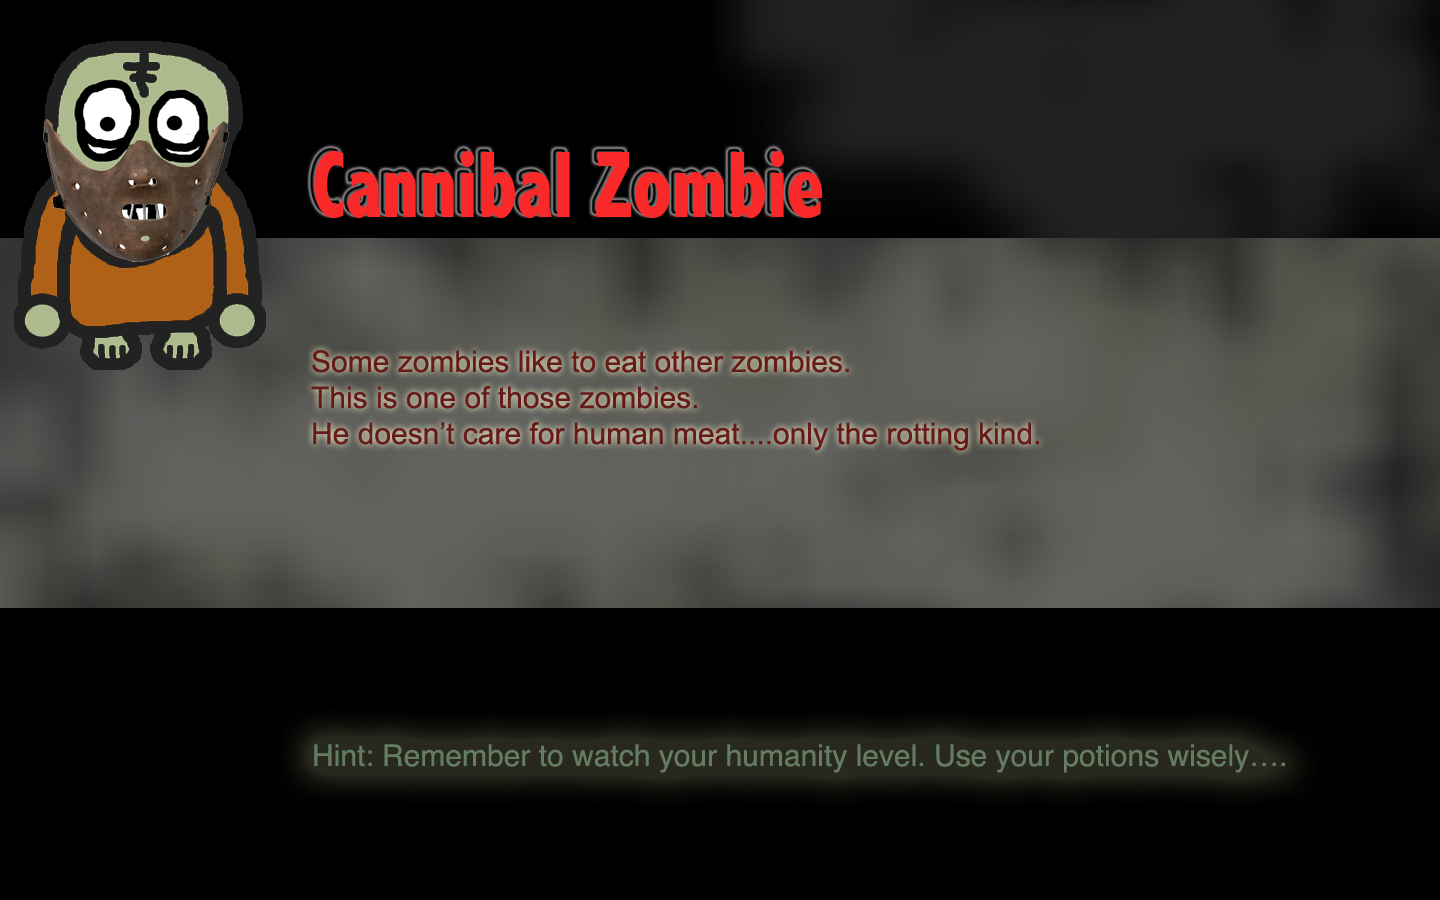 Cannibal Zombie
Some zombies like to eat other zombies.
This is one of those zombies.
He doesn’t care for human meat....only the rotting kind.
Hint: Remember to watch your humanity level. Use your potions wisely….